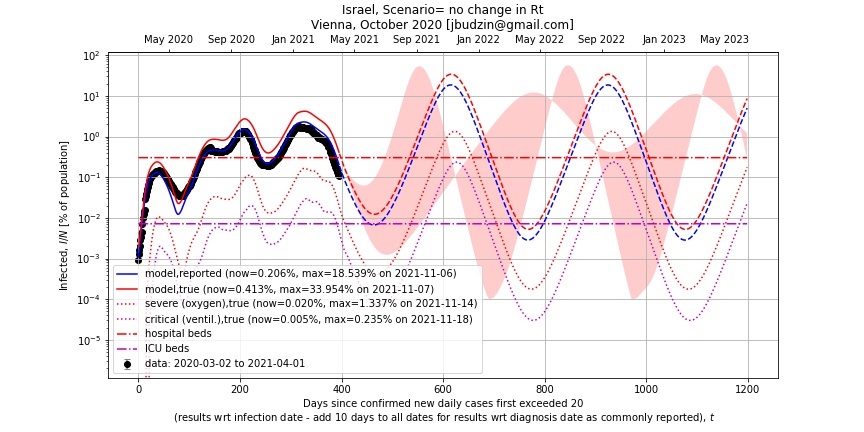 Israel, Scenario= no change in Rt
Vienna, October 2020 [jbudzin@gmail.com]
May 2020 Sep 2020 Jan 2021 May 2021 Sep 2021 Jan 2022 May 2022 Sep 2022 Jan 2023 May 2023
10²
10¹
10⁰
10⁻¹
10⁻²
10⁻³
10⁻⁴
10⁻⁵
Infected, I/N [% of population]
model,reported (now=0.206%, max=18.539% on 2021-11-06)
model,true (now=0.413%, max=33.954% on 2021-11-07)
severe (oxygen),true (now=0.020%, max=1.337% on 2021-11-14)
critical (ventil.),true (now=0.005%, max=0.235% on 2021-11-18)
hospital beds
ICU beds
data: 2020-03-02 to 2021-04-01
0 200 400 600 800 1000 1200
Days since confirmed new daily cases first exceeded 20
(results wrt infection date - add 10 days to all dates for results wrt diagnosis date as commonly reported), t